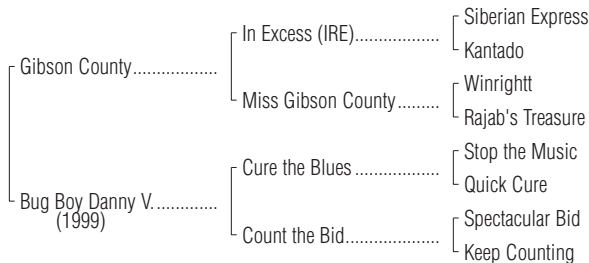 Siberian Express
In Excess (IRE)..................
Kantado
Gibson County..................
Winrightt
Miss Gibson County.........
Rajab's Treasure
Stop the Music
Cure the Blues ..................
Quick Cure
Bug Boy Danny V..............
(1999)
Spectacular Bid
Count the Bid....................
Keep Counting